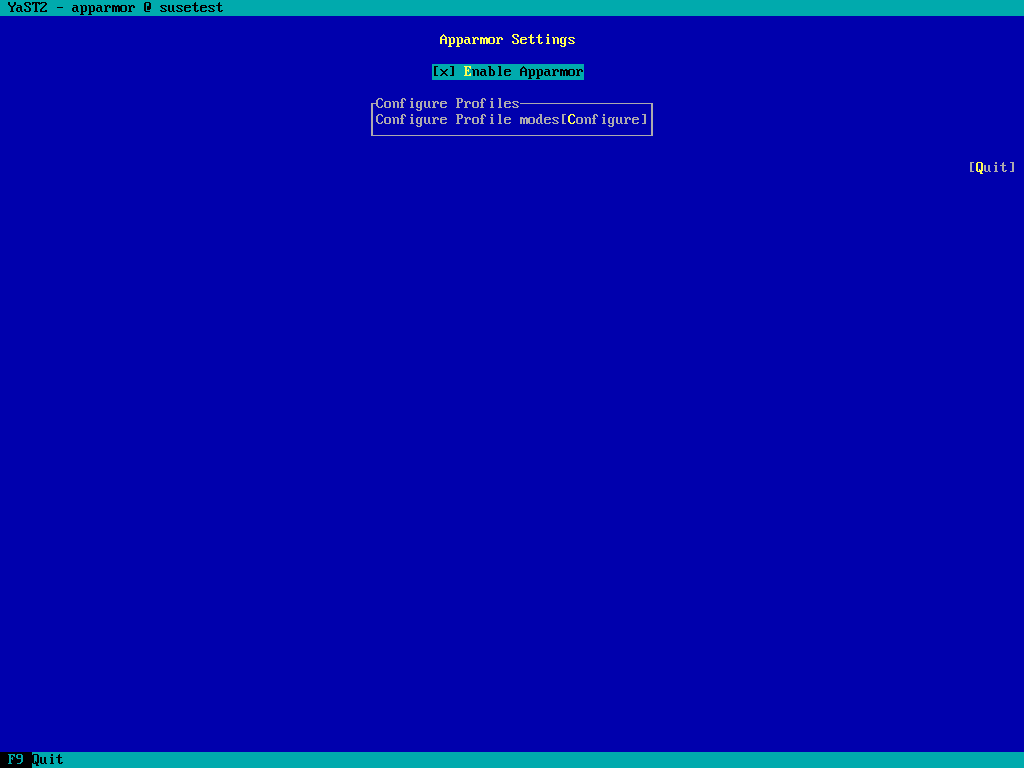 YaST2 - apparmor @ susetest
Apparmor Settings
[x] Enable Apparmor
Configure Profiles
Configure Profile modes[Configure]
[Quit]
F9 Quit